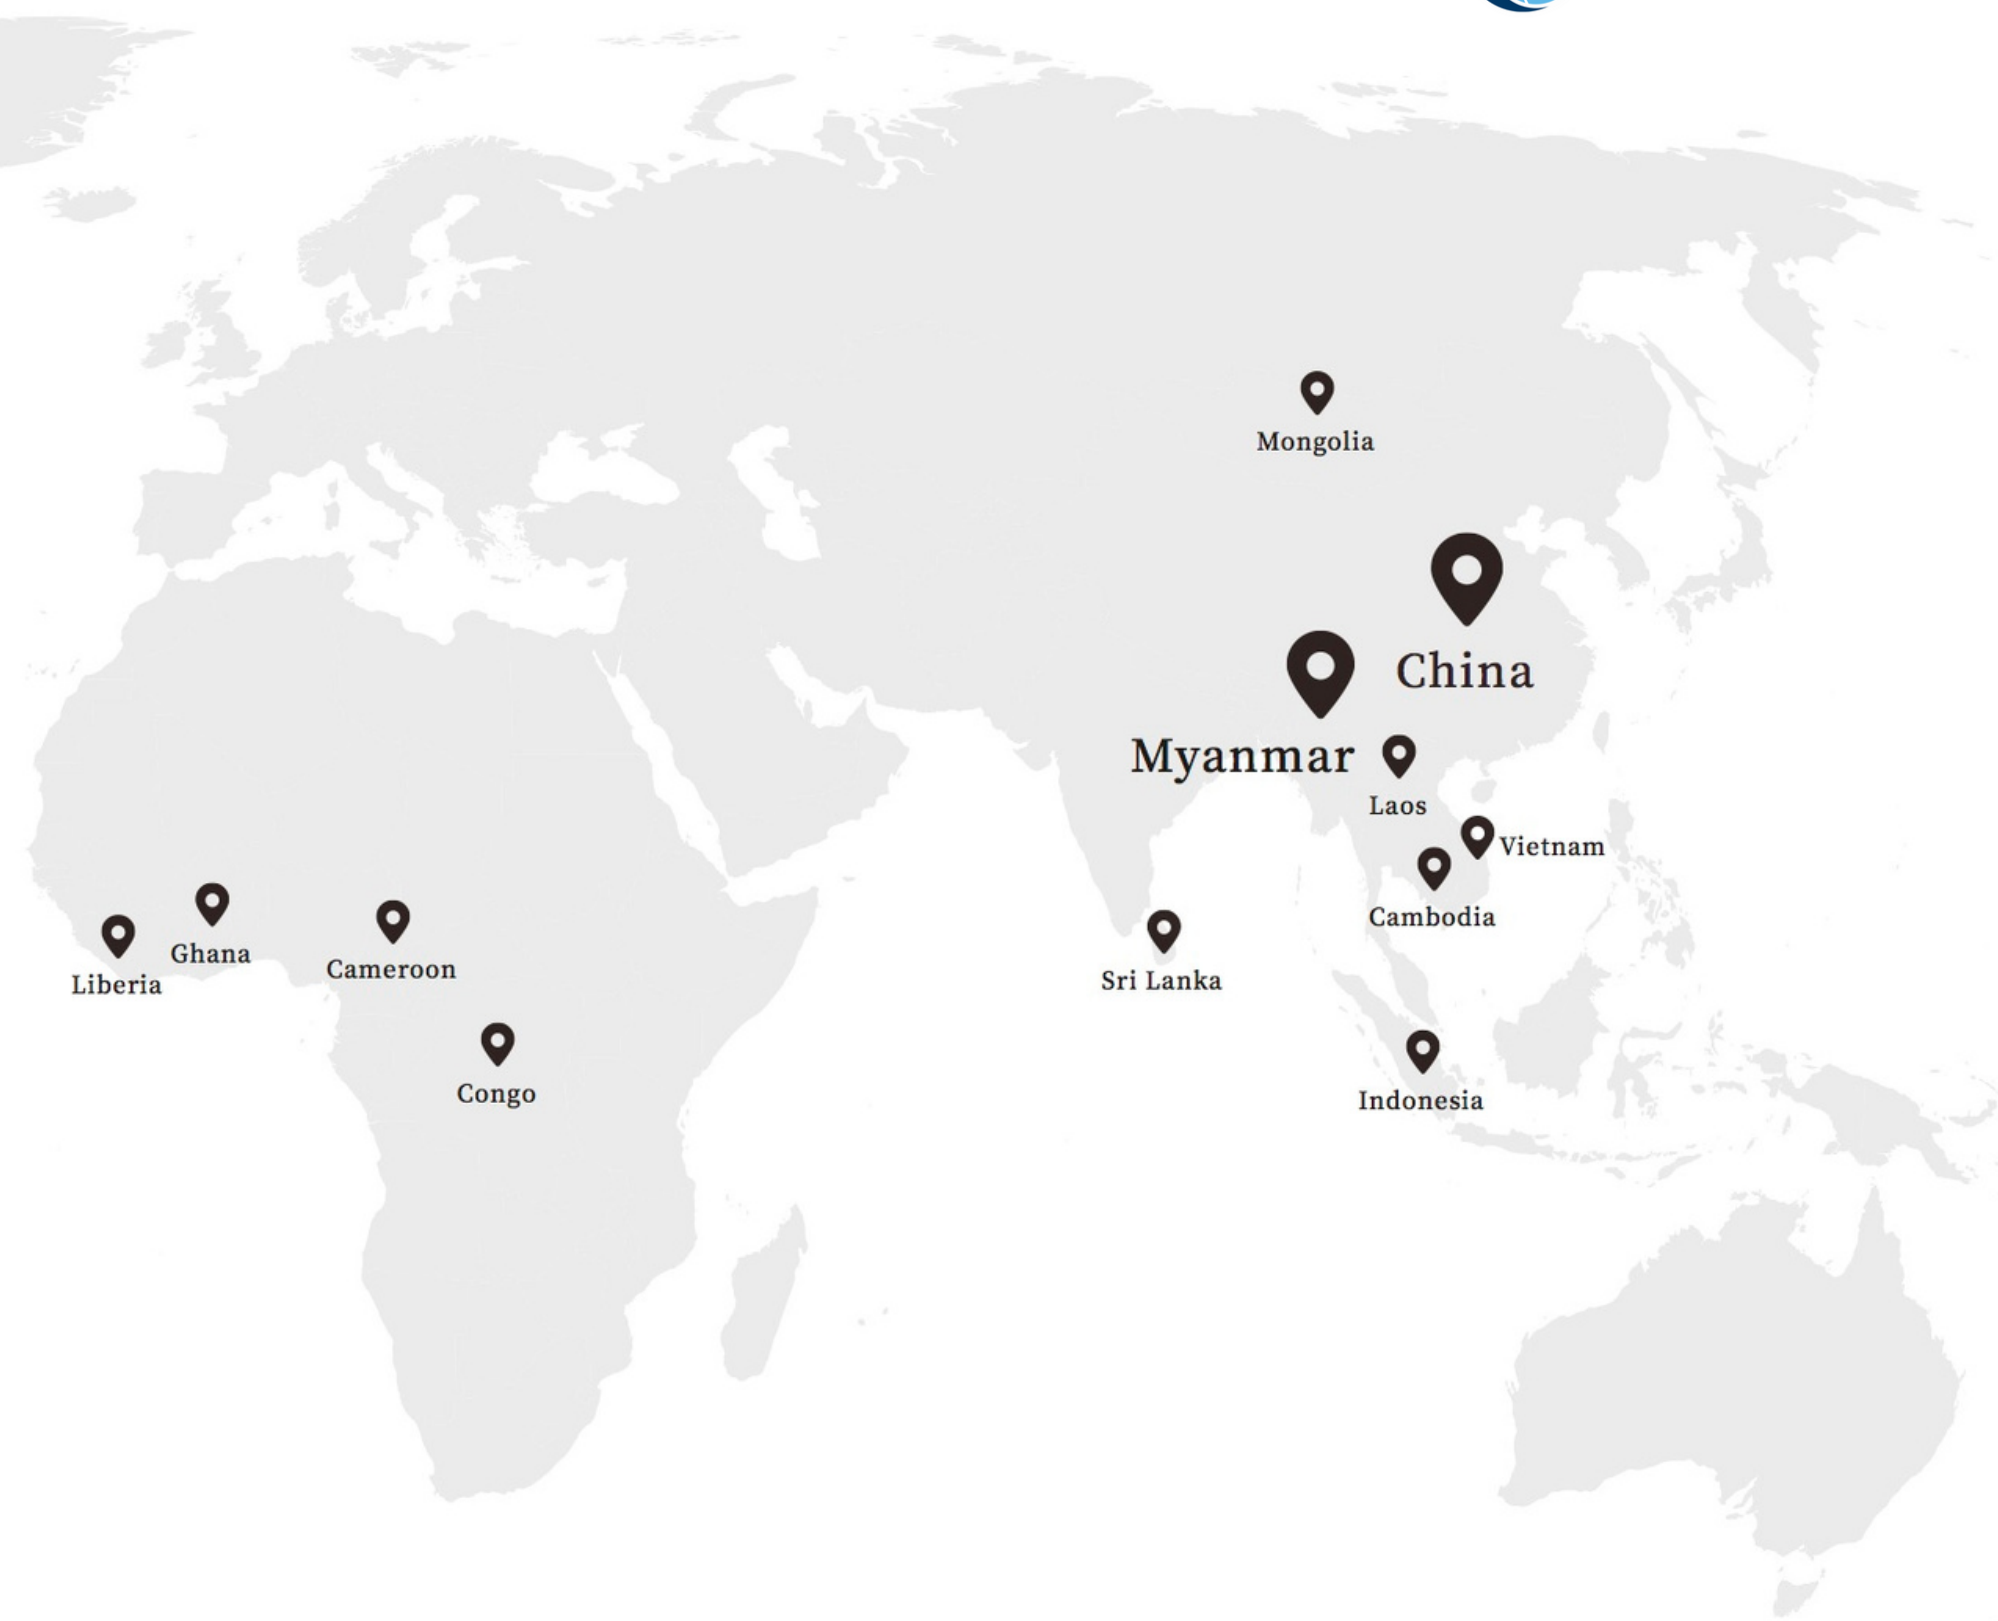 Mongolia
China
Myanmar
Laos
Vietnam
Cambodia
Ghana
Cameroon
Liberia
Sri Lanka
Congo
Indonesia